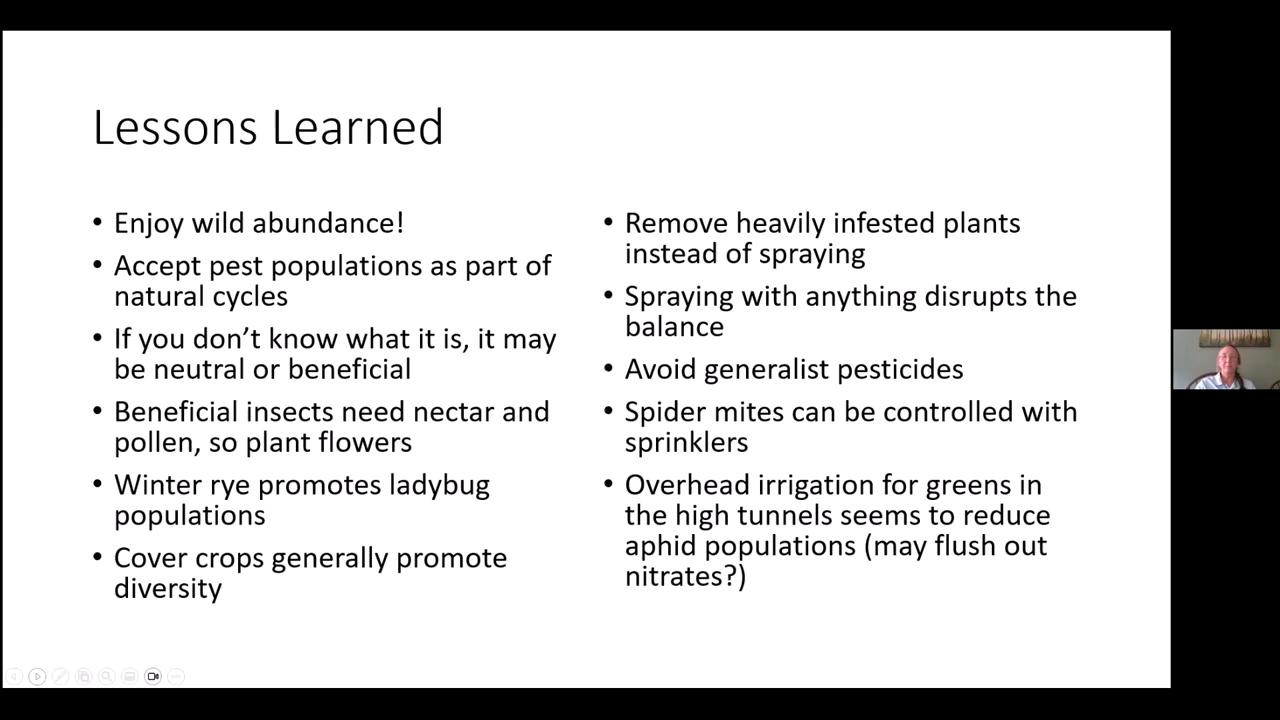 Lessons Learned
• Enjoy wild abundance!
• Accept pest populations as part of
natural cycles
• If you don’t know what it is, it may
be neutral or beneficial
• Beneficial insects need nectar and
pollen, so plant flowers
• Winter rye promotes ladybug
populations
• Cover crops generally promote
diversity
• Remove heavily infested plants
instead of spraying
• Spraying with anything disrupts the
balance
• Avoid generalist pesticides
• Spider mites can be controlled with
sprinklers
• Overhead irrigation for greens in
the high tunnels seems to reduce
aphid populations (may flush out
nitrates?)